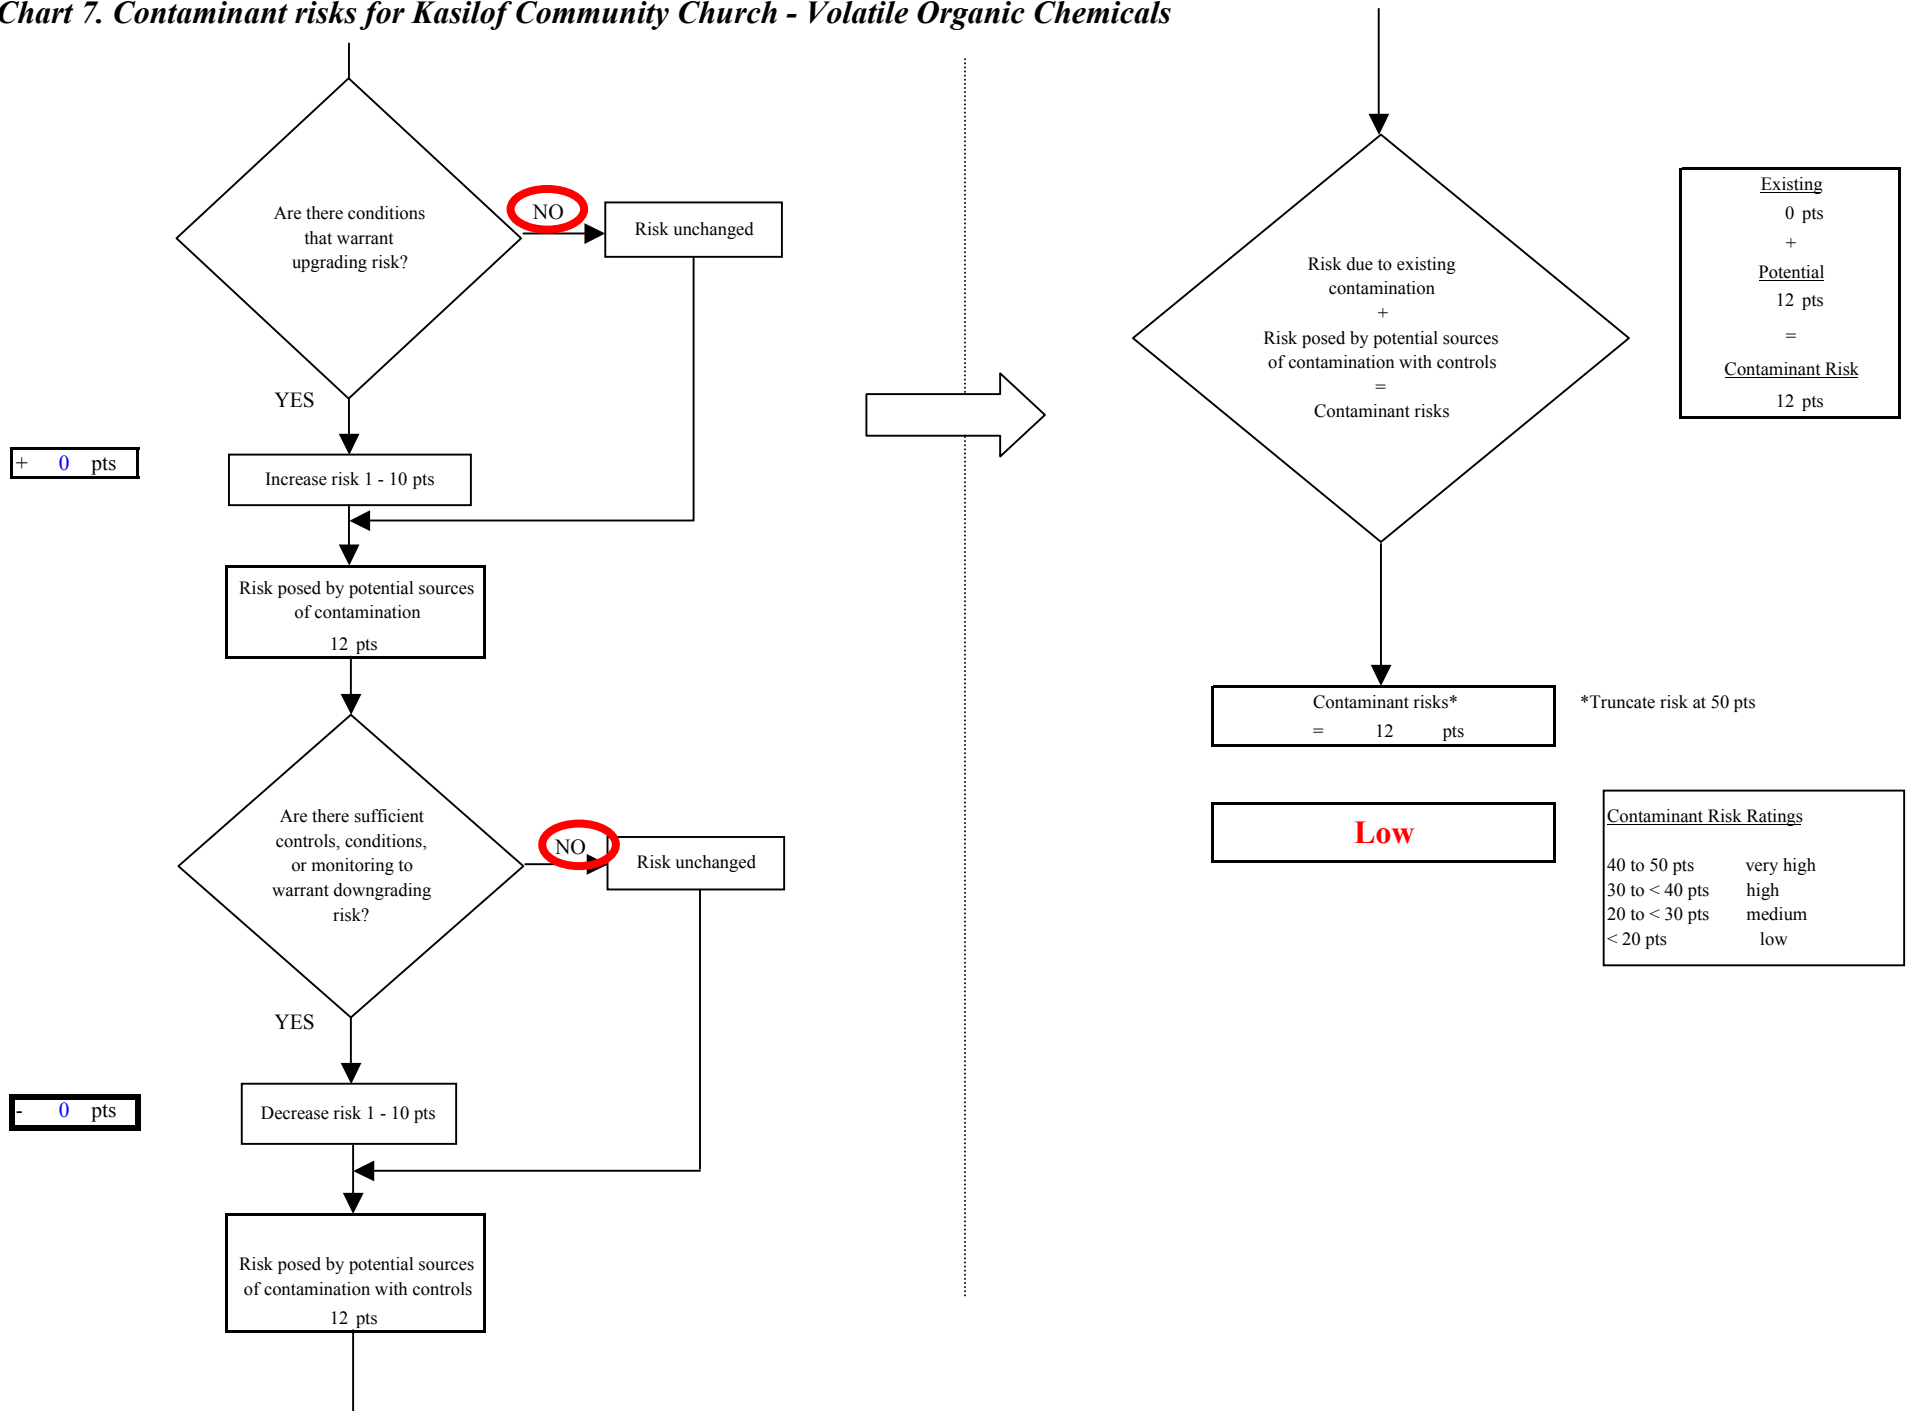 Chart 7. Contaminant risks for Kasilof Community Church - Volatile Organic Chemicals
Are there conditions
that warrant
upgrading risk?
NO
Risk unchanged
YES
+ 0 pts
Increase risk 1 - 10 pts
Risk posed by potential sources
of contamination
12 pts
Are there sufficient
controls, conditions,
or monitoring to
warrant downgrading
risk?
NO
Risk unchanged
YES
- 0 pts
Decrease risk 1 - 10 pts
Risk posed by potential sources
of contamination with controls
12 pts
Risk due to existing
contamination
+
Risk posed by potential sources
of contamination with controls
=
Contaminant risks
Existing
0 pts
+
Potential
12 pts
=
Contaminant Risk
12 pts
Contaminant risks*
= 12 pts
*Truncate risk at 50 pts
Low
Contaminant Risk Ratings
40 to 50 pts very high
30 to < 40 pts high
20 to < 30 pts medium
< 20 pts low